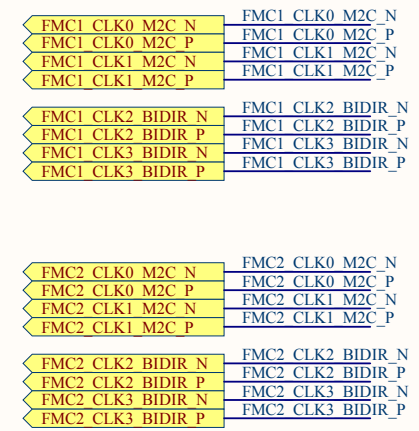 FMC1_CLK0_M2C_N FMC1_CLK0_M2C_N
FMC1_CLK0_M2C_P FMC1_CLK0_M2C_P
FMC1_CLK1_M2C_N FMC1_CLK1_M2C_N
FMC1_CLK1_M2C_P FMC1_CLK1_M2C_P
FMC1_CLK2_BIDIR_N FMC1_CLK2_BIDIR_N
FMC1_CLK2_BIDIR_P FMC1_CLK2_BIDIR_P
FMC1_CLK3_BIDIR_N FMC1_CLK3_BIDIR_N
FMC1_CLK3_BIDIR_P FMC1_CLK3_BIDIR_P
FMC2_CLK0_M2C_N FMC2_CLK0_M2C_N
FMC2_CLK0_M2C_P FMC2_CLK0_M2C_P
FMC2_CLK1_M2C_N FMC2_CLK1_M2C_N
FMC2_CLK1_M2C_P FMC2_CLK1_M2C_P
FMC2_CLK2_BIDIR_N FMC2_CLK2_BIDIR_N
FMC2_CLK2_BIDIR_P FMC2_CLK2_BIDIR_P
FMC2_CLK3_BIDIR_N FMC2_CLK3_BIDIR_N
FMC2_CLK3_BIDIR_P FMC2_CLK3_BIDIR_P